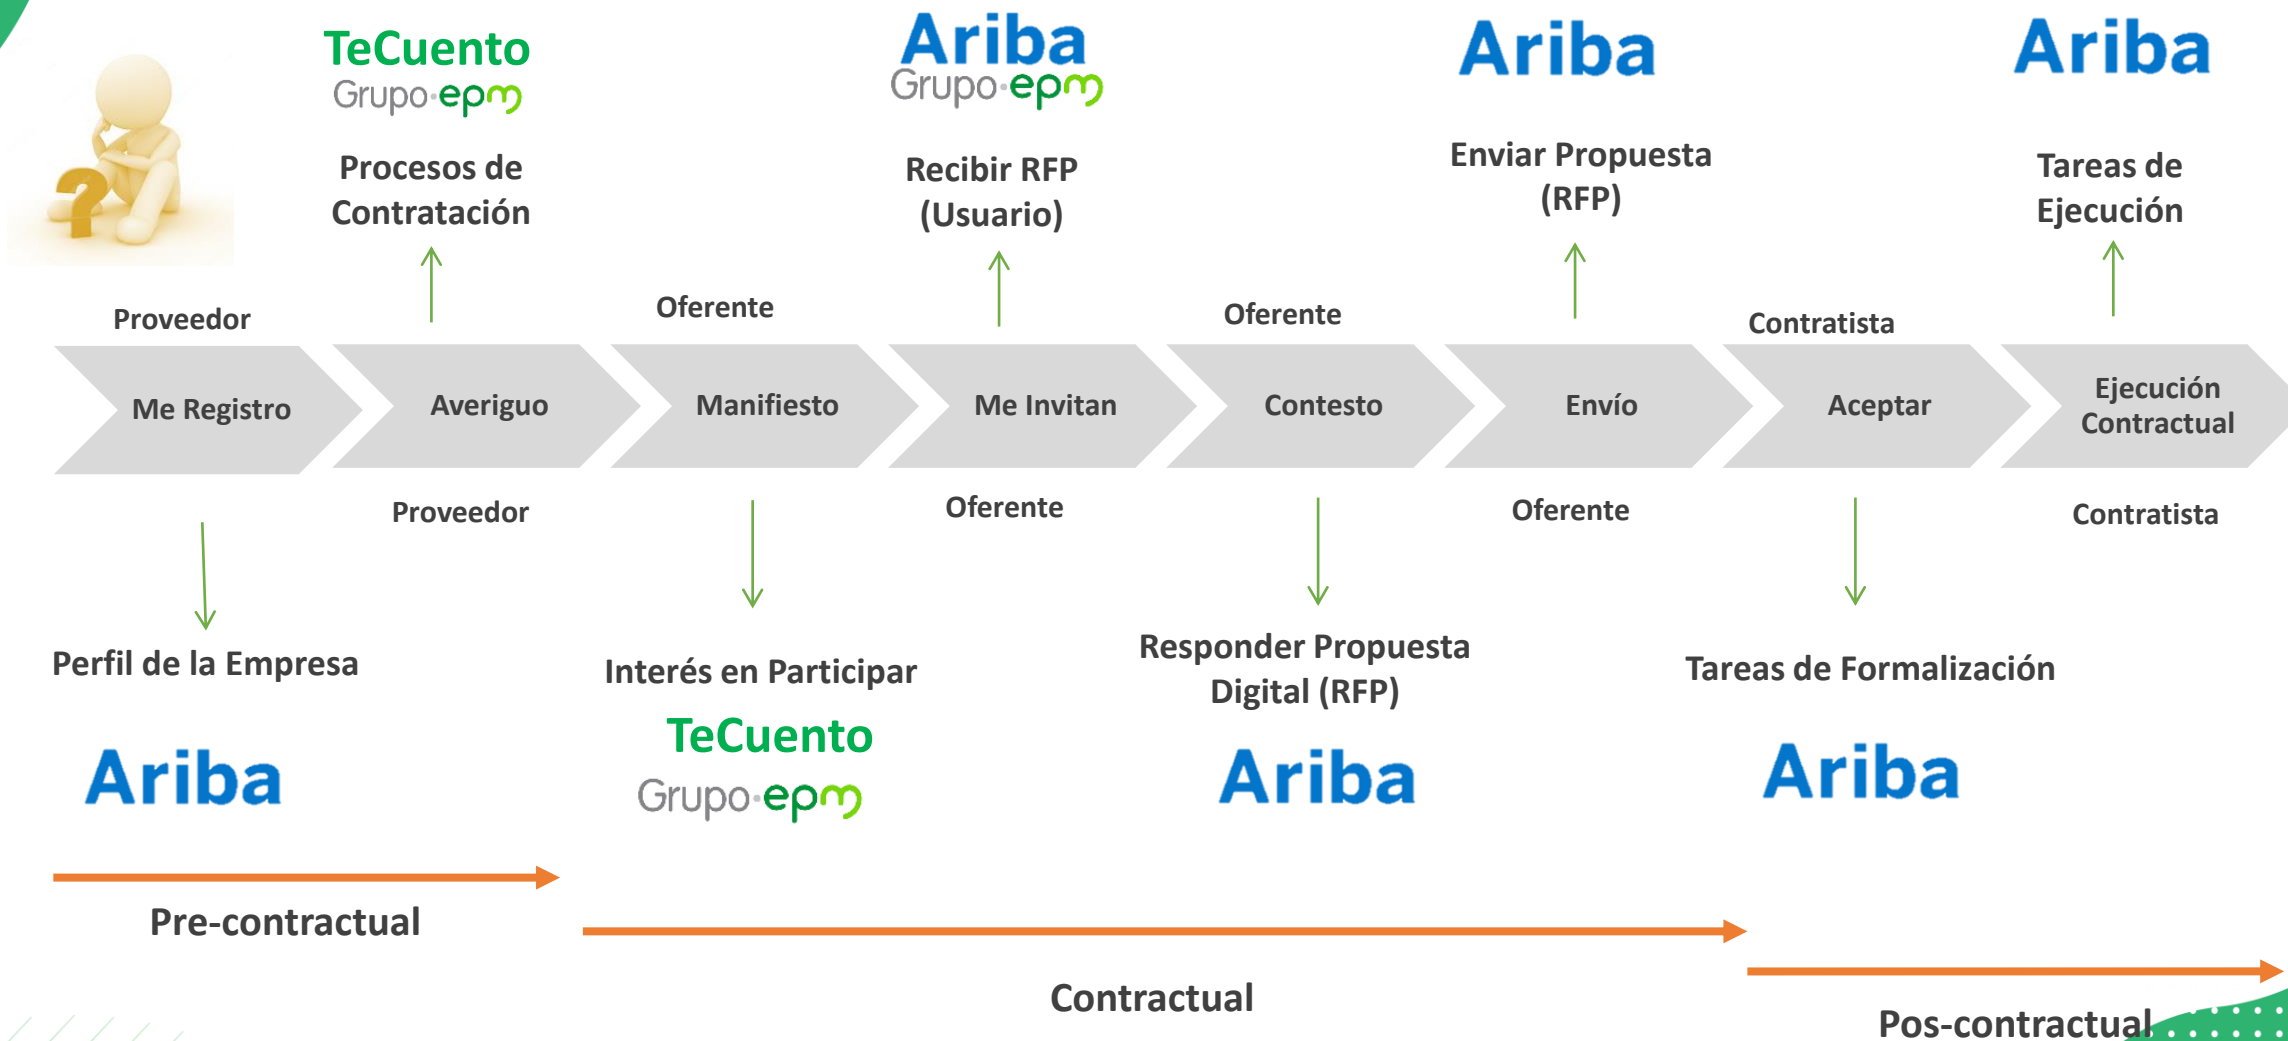 TeCuento
Grupo·epm
Ariba
Grupo·epm
Ariba
Ariba
Procesos de
Contratación
Recibir RFP
(Usuario)
Enviar Propuesta
(RFP)
Tareas de
Ejecución
Proveedor
Oferente
Oferente
Contratista
Me Registro
Averiguo
Manifiesto
Me Invitan
Contesto
Envío
Aceptar
Ejecución
Contractual
Proveedor
Oferente
Oferente
Contratista
Perfil de la Empresa
Ariba
Interés en Participar
TeCuento
Grupo·epm
Responder Propuesta
Digital (RFP)
Ariba
Tareas de Formalización
Ariba
Pre-contractual
Contractual
Pos-contractual